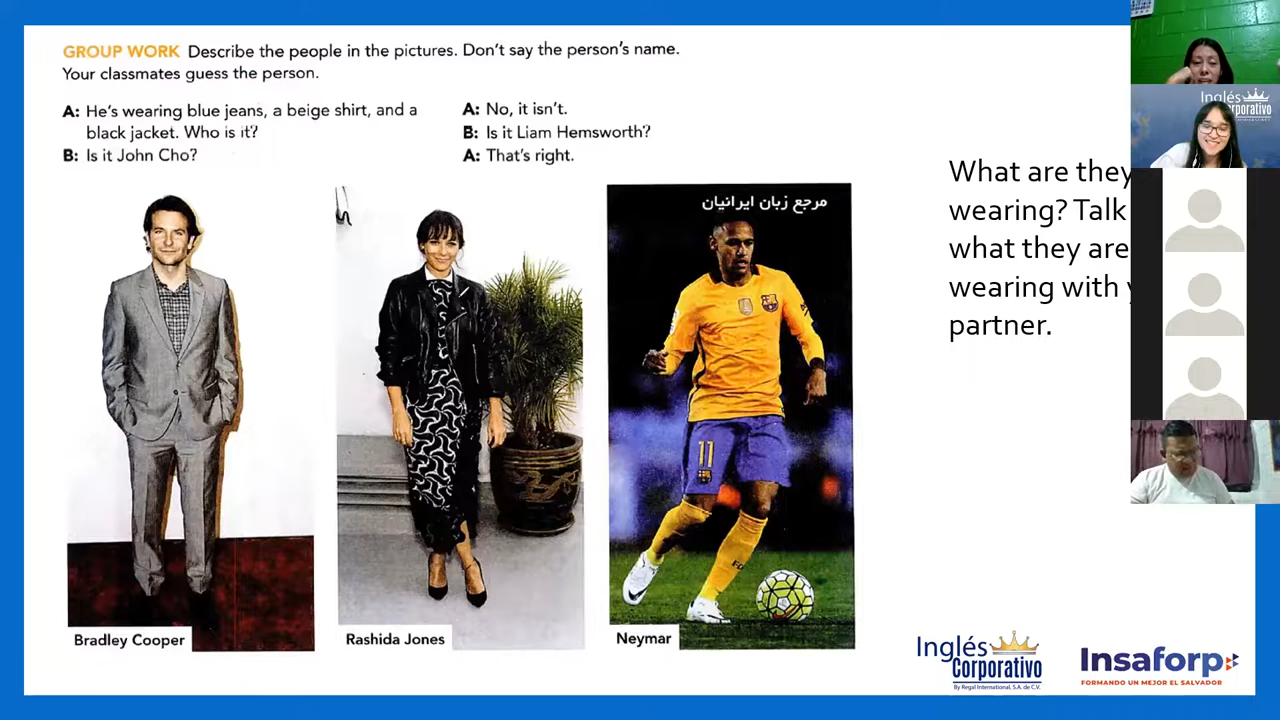 GROUP WORK Describe the people in the pictures. Don't say the person's name.
Your classmates guess the person.
A: He's wearing blue jeans, a beige shirt, and a
black jacket. Who is it?
B: Is it John Cho?
A: No, it isn't.
B: Is it Liam Hemsworth?
A: That's right.
مرجع زبان ایرانیان
11
Bradley Cooper
Rashida Jones
Neymar
What are they
wearing? Talk
what they are
wearing with
partner.
Inglés
Corporativo
Inglés
Corporativo
By Regal International, S.A. de C.V.
Insaforp
FORMANDO UN MEJOR EL SALVADOR